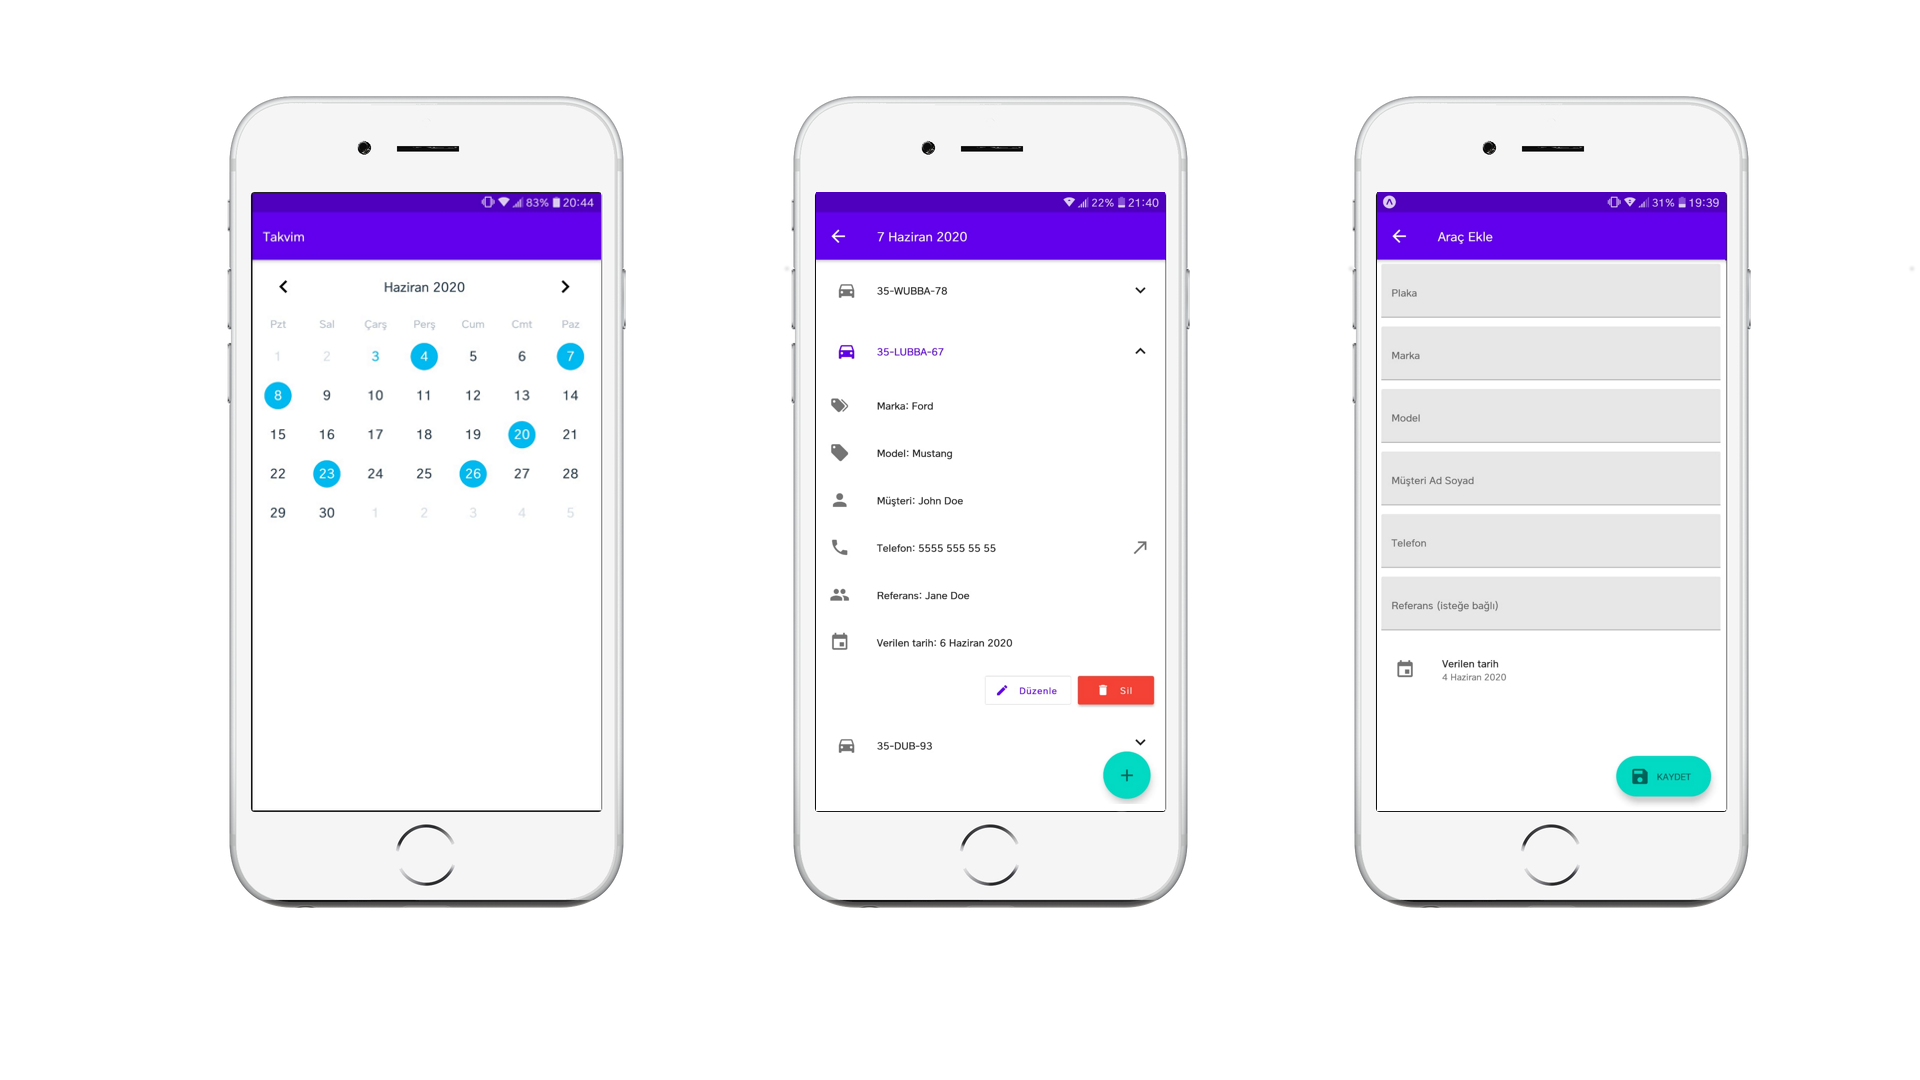 83% 20:44
Takvim
Haziran 2020
Pzt Sal Çarş Perş Cum Cmt Paz
1 2 3 4 5 6 7
8 9 10 11 12 13 14
15 16 17 18 19 20 21
22 23 24 25 26 27 28
29 30 1 2 3 4 5
22% 21:40
7 Haziran 2020
35-WUBBA-78
35-LUBBA-67
Marka: Ford
Model: Mustang
Müşteri: John Doe
Telefon: 5555 555 55 55
Referans: Jane Doe
Verilen tarih: 6 Haziran 2020
Düzenle Sil
35-DUB-93
31% 19:39
Araç Ekle
Plaka
Marka
Model
Müşteri Ad Soyad
Telefon
Referans (isteğe bağlı)
Verilen tarih
4 Haziran 2020
KAYDET